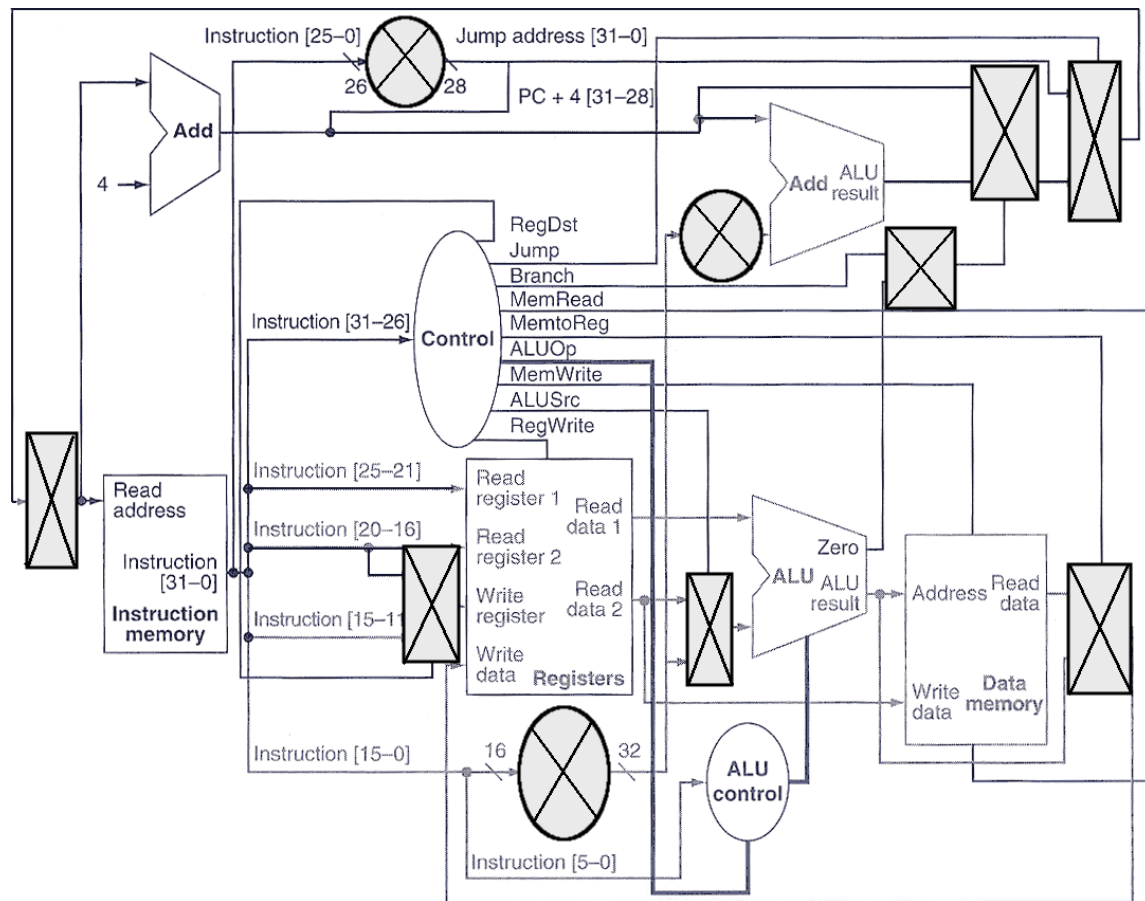 Instruction [25–0]
Jump address [31–0]
26
28
PC + 4 [31–28]
Add
4
Add
ALU
result
RegDst
Jump
Branch
MemRead
MemtoReg
ALUOp
MemWrite
ALUSrc
RegWrite
Instruction [31–26]
Control
Read
address
Instruction
[31–0]
Instruction
memory
Instruction [25–21]
Instruction [20–16]
Instruction [15–11
Instruction [15–0]
Read
register 1
Read
register 2
Write
register
Write
data
Read
data 1
Read
data 2
Registers
Zero
ALU
ALU
result
Address
Read
data
Write
data
Data
memory
16
32
ALU
control
Instruction [5–0]